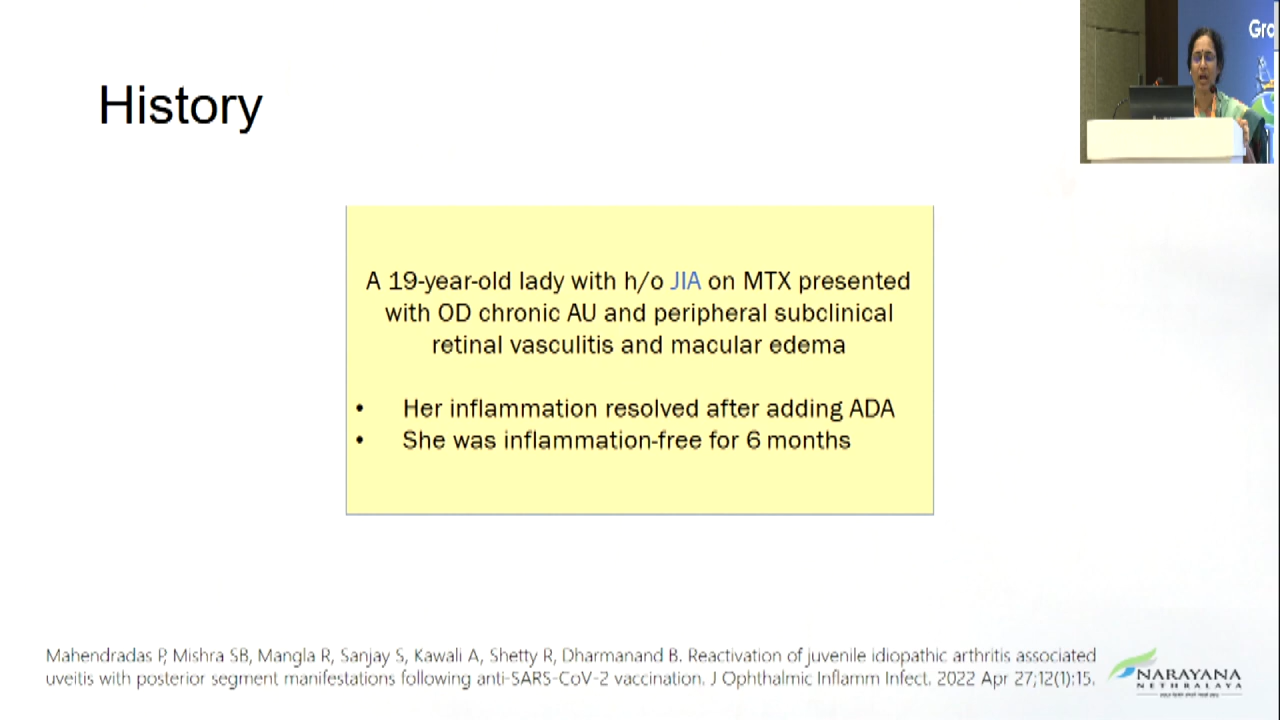 Gro
History
A 19-year-old lady with h/o JIA on MTX presented
with OD chronic AU and peripheral subclinical
retinal vasculitis and macular edema
• Her inflammation resolved after adding ADA
• She was inflammation-free for 6 months
Mahendradas P, Mishra SB, Mangla R, Sanjay S, Kawali A, Shetty R, Dharmanand B. Reactivation of juvenile idiopathic arthritis associated
uveitis with posterior segment manifestations following anti-SARS-CoV-2 vaccination. J Ophthalmic Inflamm Infect. 2022 Apr 27;12(1):15.
NARAYANA
NETHRALAYA